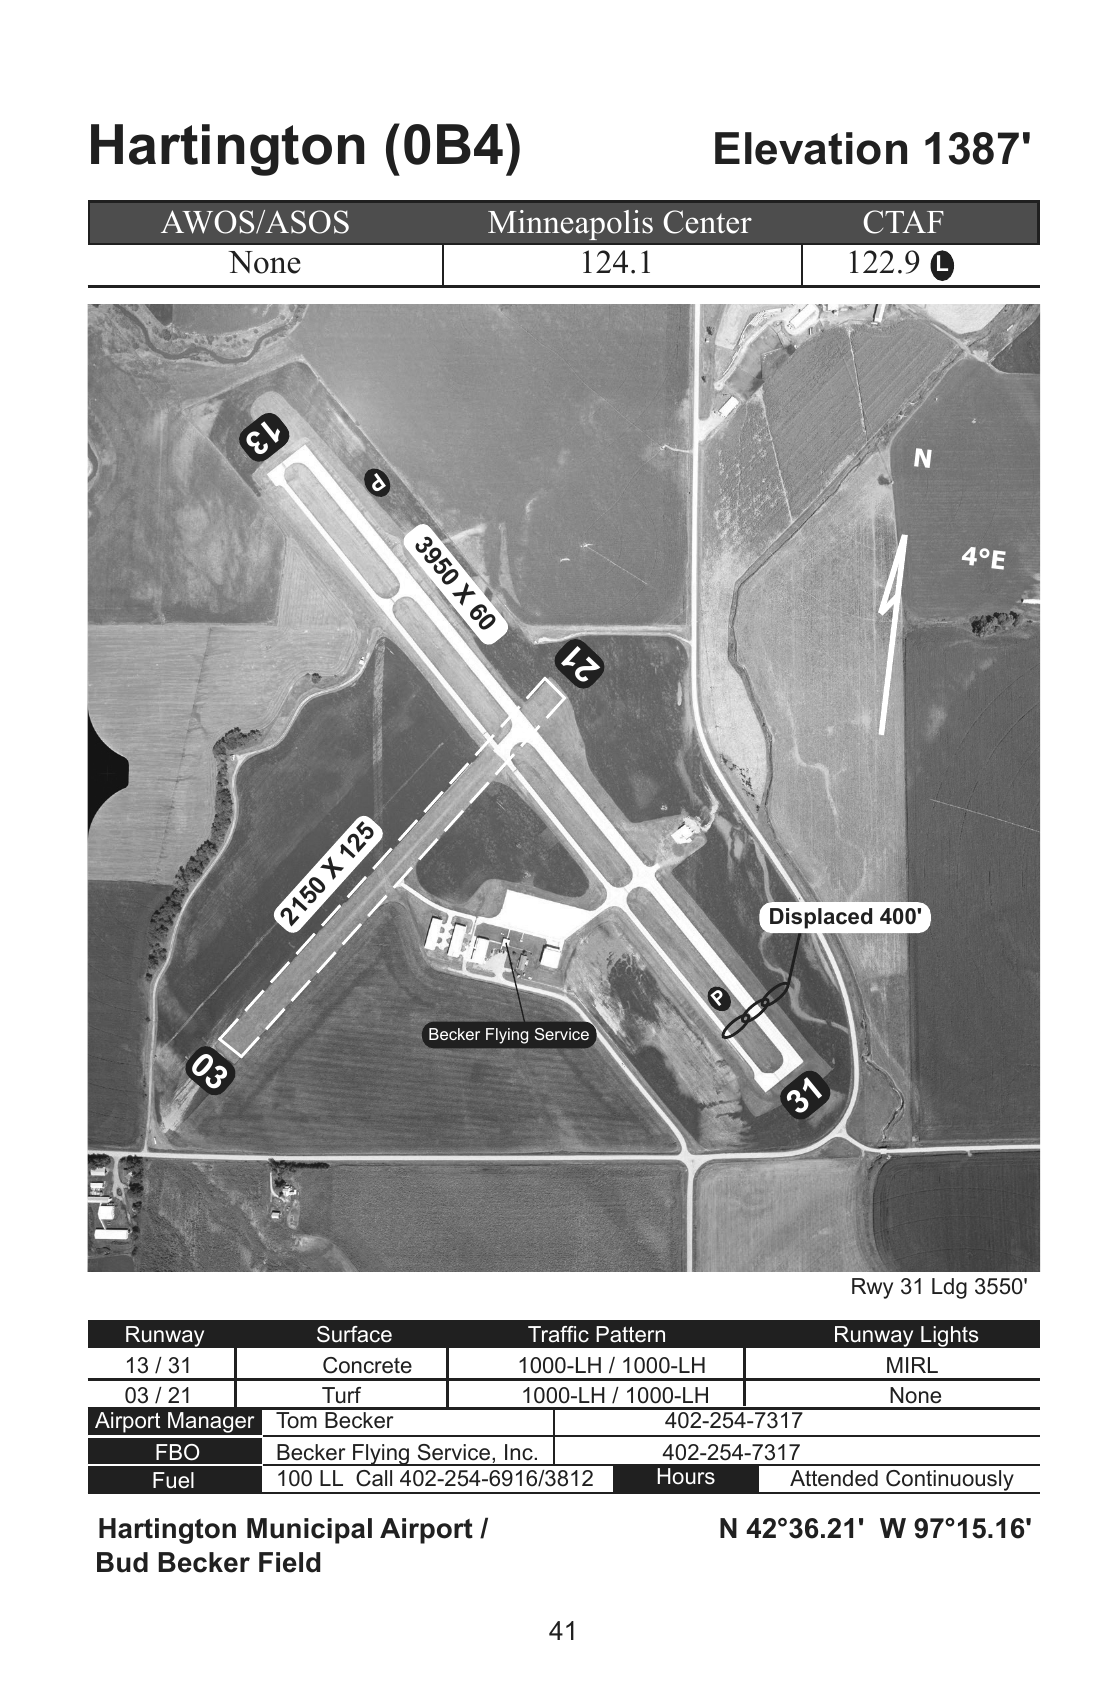 Hartington (0B4) Elevation 1387'
AWOS/ASOS Minneapolis Center CTAF
None 124.1 122.9 L
13
P
N
3950 X 60
4°E
21
2150 X 125
Displaced 400'
P
Becker Flying Service
03
31
Rwy 31 Ldg 3550'
Runway Surface Traffic Pattern Runway Lights
13 / 31 Concrete 1000-LH / 1000-LH MIRL
03 / 21 Turf 1000-LH / 1000-LH None
Airport Manager Tom Becker 402-254-7317
FBO Becker Flying Service, Inc. 402-254-7317
Fuel 100 LL Call 402-254-6916/3812 Hours Attended Continuously
Hartington Municipal Airport / N 42°36.21' W 97°15.16'
Bud Becker Field
41